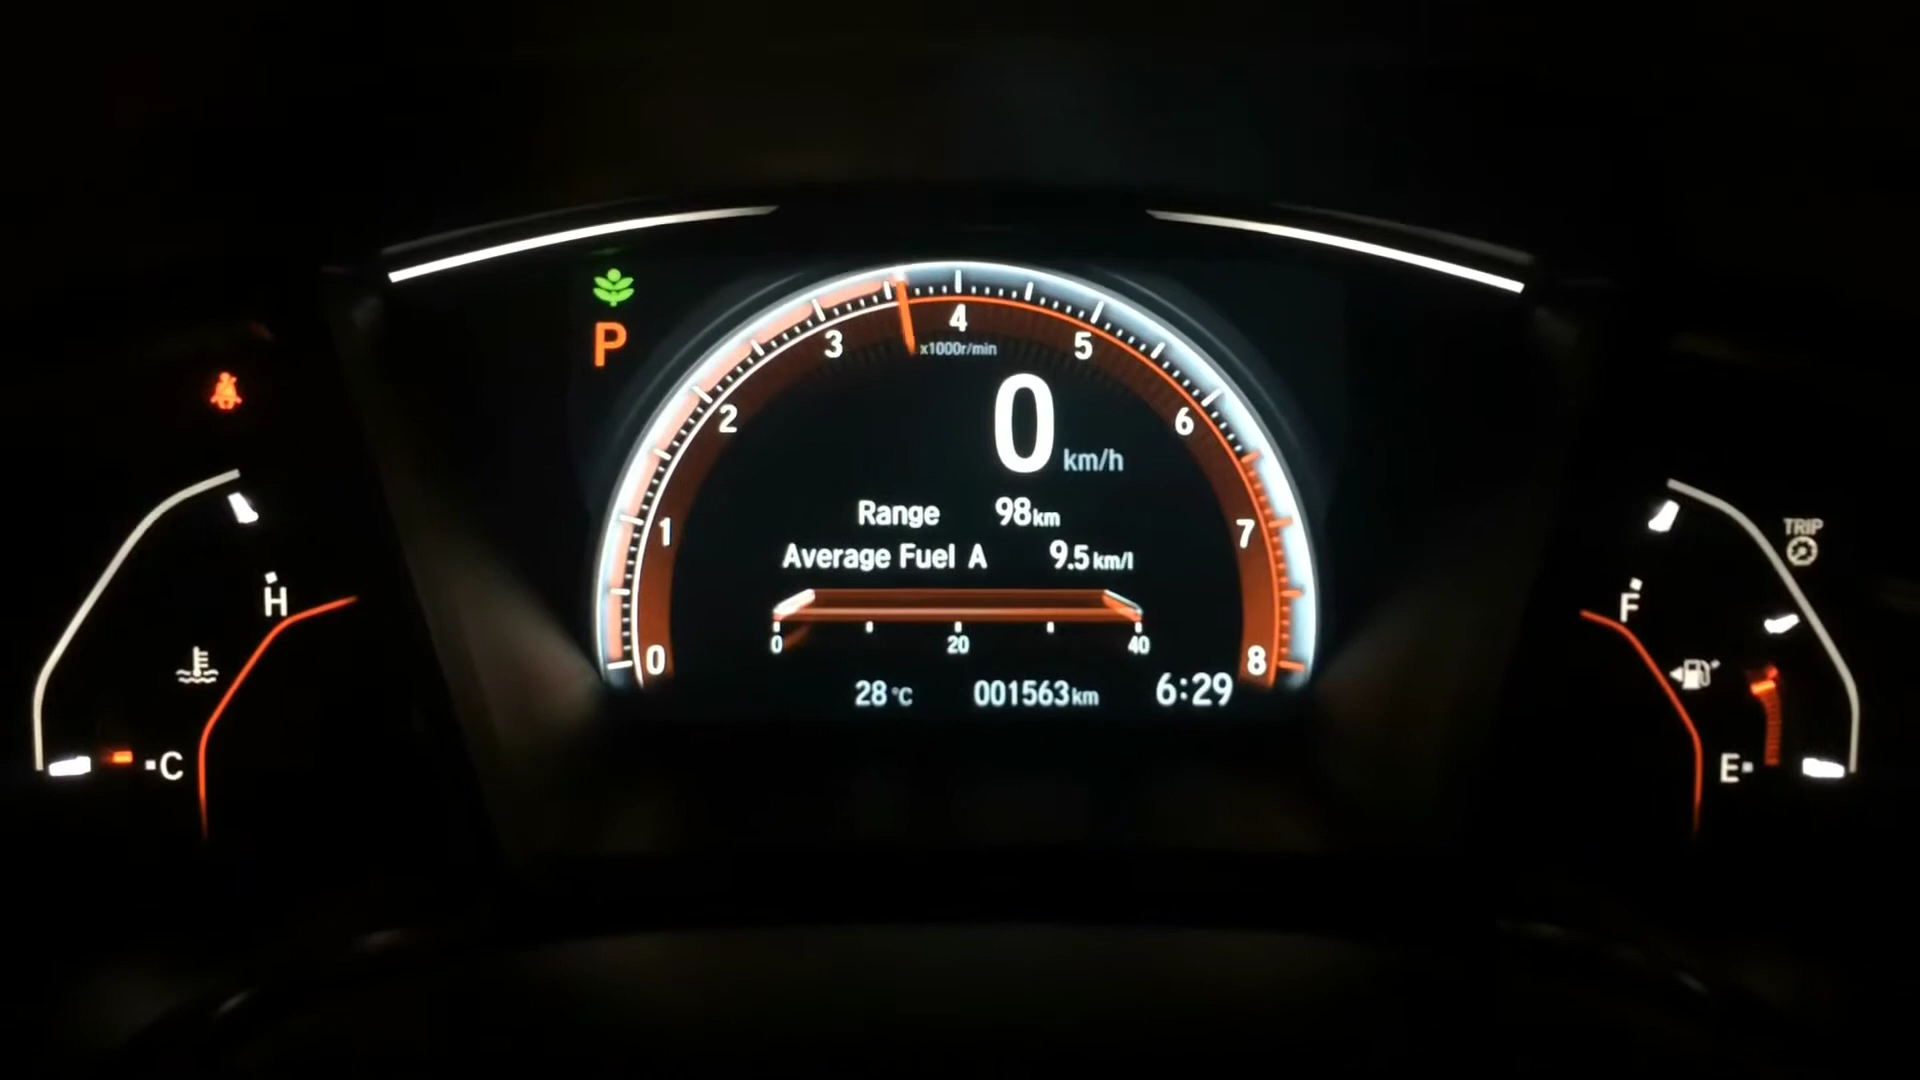 P
0 1 2 3 4 5 6 7 8
x1000r/min
0 km/h
Range 98km
Average Fuel A 9.5km/l
0 20 40
28°C 001563km 6:29
H
C
TRIP
F
E